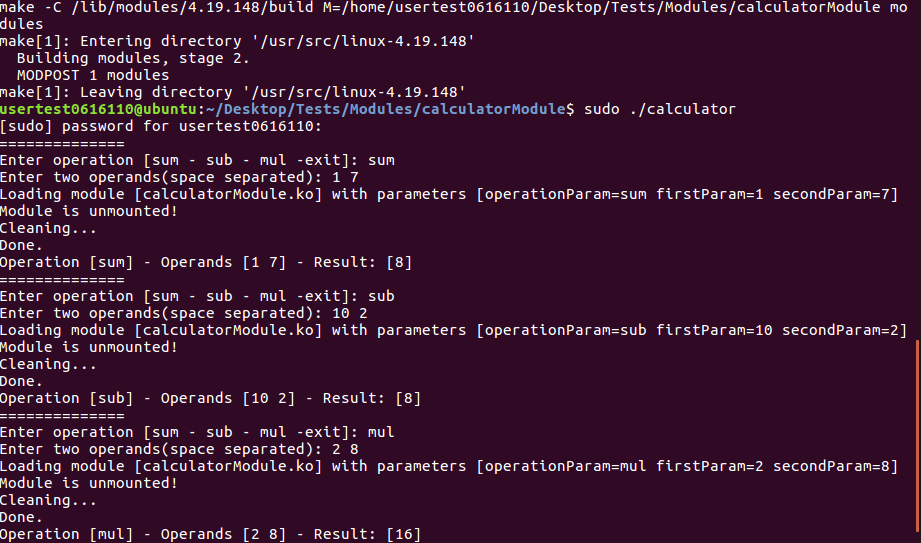 make -C /lib/modules/4.19.148/build M=/home/usertest0616110/Desktop/Tests/Modules/calculatorModule mo
dules
make[1]: Entering directory '/usr/src/linux-4.19.148'
  Building modules, stage 2.
  MODPOST 1 modules
make[1]: Leaving directory '/usr/src/linux-4.19.148'
usertest0616110@ubuntu:~/Desktop/Tests/Modules/calculatorModule$ sudo ./calculator
[sudo] password for usertest0616110:
==============
Enter operation [sum - sub - mul -exit]: sum
Enter two operands(space separated): 1 7
Loading module [calculatorModule.ko] with parameters [operationParam=sum firstParam=1 secondParam=7]
Module is unmounted!
Cleaning...
Done.
Operation [sum] - Operands [1 7] - Result: [8]
==============
Enter operation [sum - sub - mul -exit]: sub
Enter two operands(space separated): 10 2
Loading module [calculatorModule.ko] with parameters [operationParam=sub firstParam=10 secondParam=2]
Module is unmounted!
Cleaning...
Done.
Operation [sub] - Operands [10 2] - Result: [8]
==============
Enter operation [sum - sub - mul -exit]: mul
Enter two operands(space separated): 2 8
Loading module [calculatorModule.ko] with parameters [operationParam=mul firstParam=2 secondParam=8]
Module is unmounted!
Cleaning...
Done.
Operation [mul] - Operands [2 8] - Result: [16]